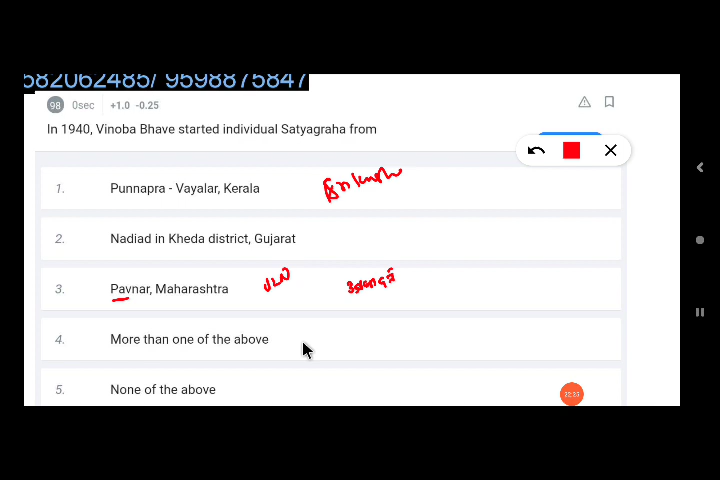 582062485/ 9598875847
98 0sec +1.0 -0.25
In 1940, Vinoba Bhave started individual Satyagraha from
1. Punnapra - Vayalar, Kerala
2. Nadiad in Kheda district, Gujarat
3. Pavnar, Maharashtra
4. More than one of the above
5. None of the above
22:25